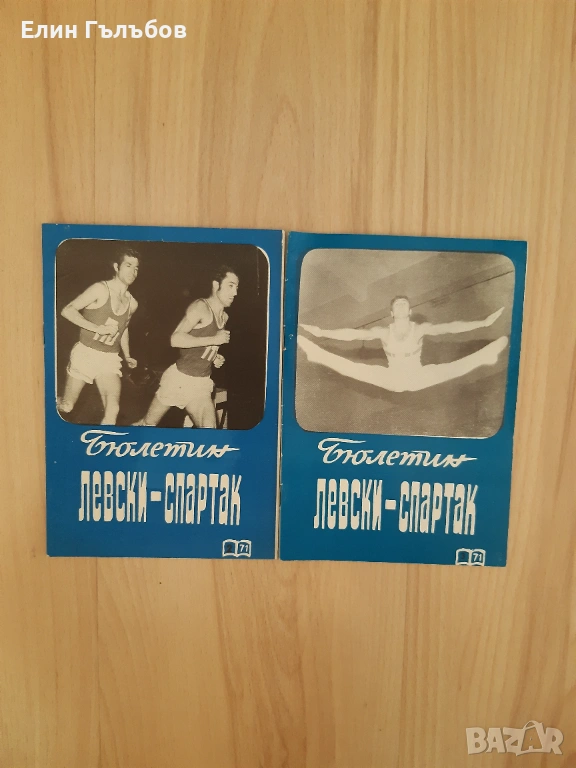 Елин Гълъбов
Бюлетин
ЛЕВСКИ-СПАРТАК
71
Бюлетин
ЛЕВСКИ-СПАРТАК
71
BAZAR